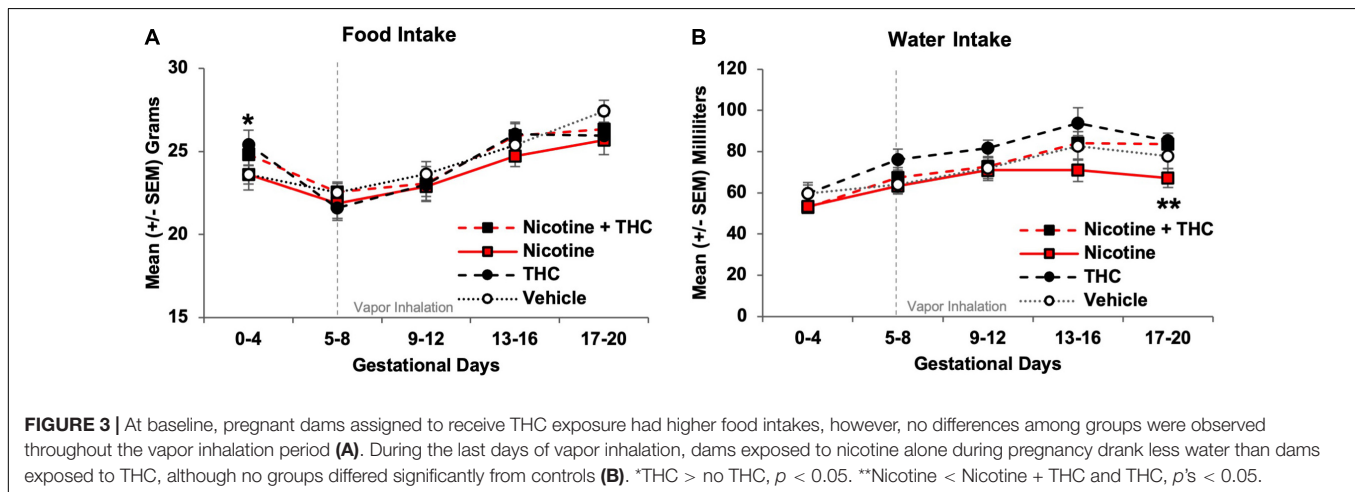 A
Food Intake
Mean (+/- SEM) Grams
30
25
20
15
*
Nicotine + THC
Nicotine
THC
Vehicle
Vapor Inhalation
0-4 5-8 9-12 13-16 17-20
Gestational Days
B
Water Intake
Mean (+/- SEM) Milliliters
120
100
80
60
40
20
0
**
Nicotine + THC
Nicotine
THC
Vehicle
Vapor Inhalation
0-4 5-8 9-12 13-16 17-20
Gestational Days
FIGURE 3 | At baseline, pregnant dams assigned to receive THC exposure had higher food intakes, however, no differences among groups were observed
throughout the vapor inhalation period (A). During the last days of vapor inhalation, dams exposed to nicotine alone during pregnancy drank less water than dams
exposed to THC, although no groups differed significantly from controls (B). *THC > no THC, p < 0.05. **Nicotine < Nicotine + THC and THC, p's < 0.05.